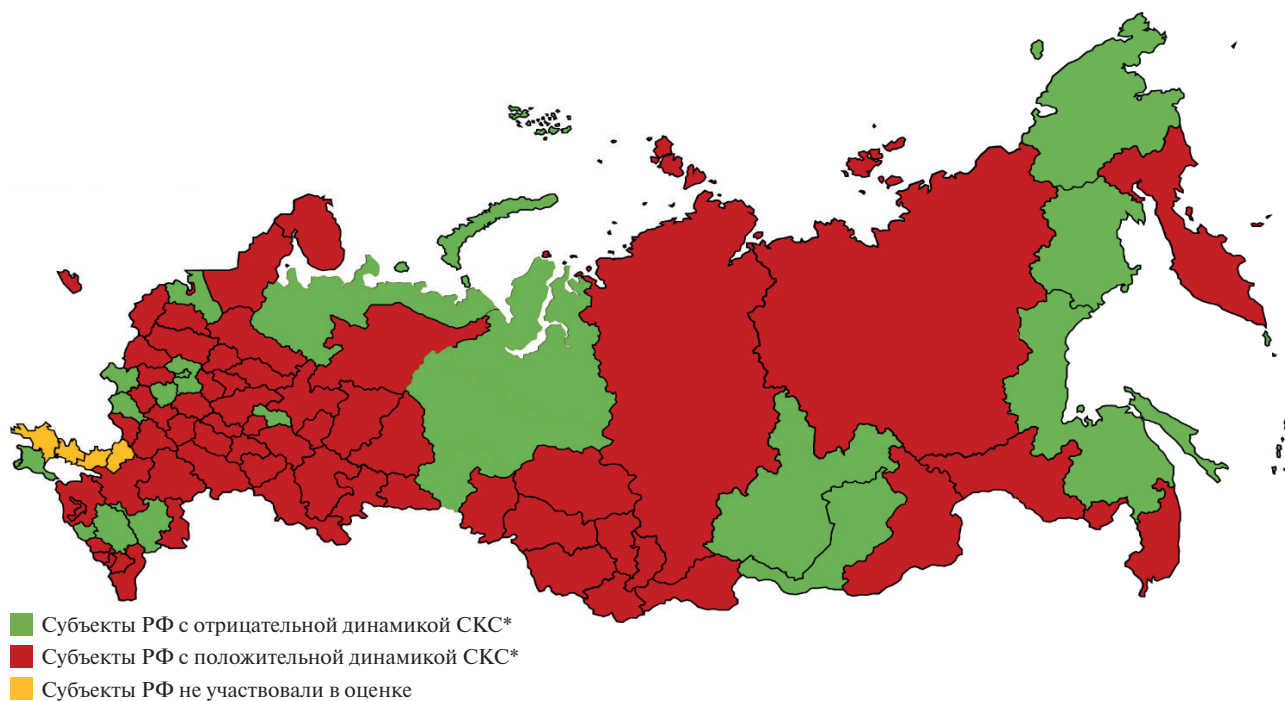 Субъекты РФ с отрицательной динамикой СКС*
Субъекты РФ с положительной динамикой СКС*
Субъекты РФ не участвовали в оценке